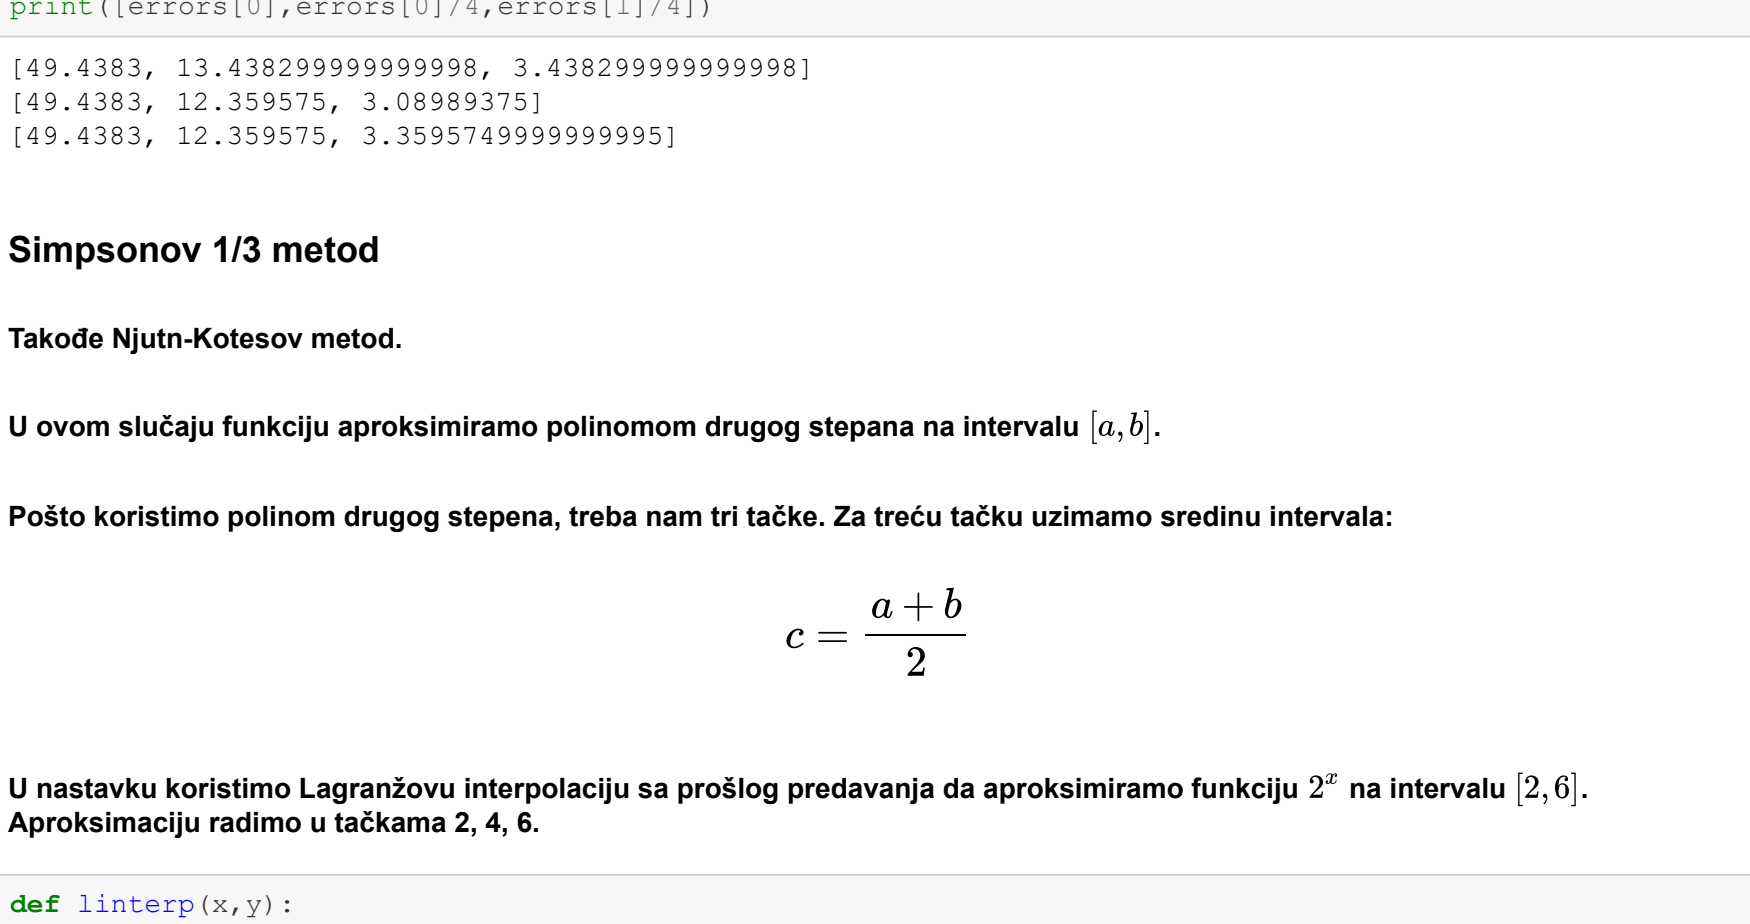 print([errors[0],errors[0]/4,errors[1]/4])
[49.4383, 13.438299999999998, 3.438299999999998]
[49.4383, 12.359575, 3.08989375]
[49.4383, 12.359575, 3.3595749999999995]
Simpsonov 1/3 metod
Takođe Njutn-Kotesov metod.
U ovom slučaju funkciju aproksimiramo polinomom drugog stepana na intervalu [a, b].
Pošto koristimo polinom drugog stepena, treba nam tri tačke. Za treću tačku uzimamo sredinu intervala:
c = \frac{a + b}{2}
U nastavku koristimo Lagranžovu interpolaciju sa prošlog predavanja da aproksimiramo funkciju 2^x na intervalu [2, 6].
Aproksimaciju radimo u tačkama 2, 4, 6.
def linterp(x,y):